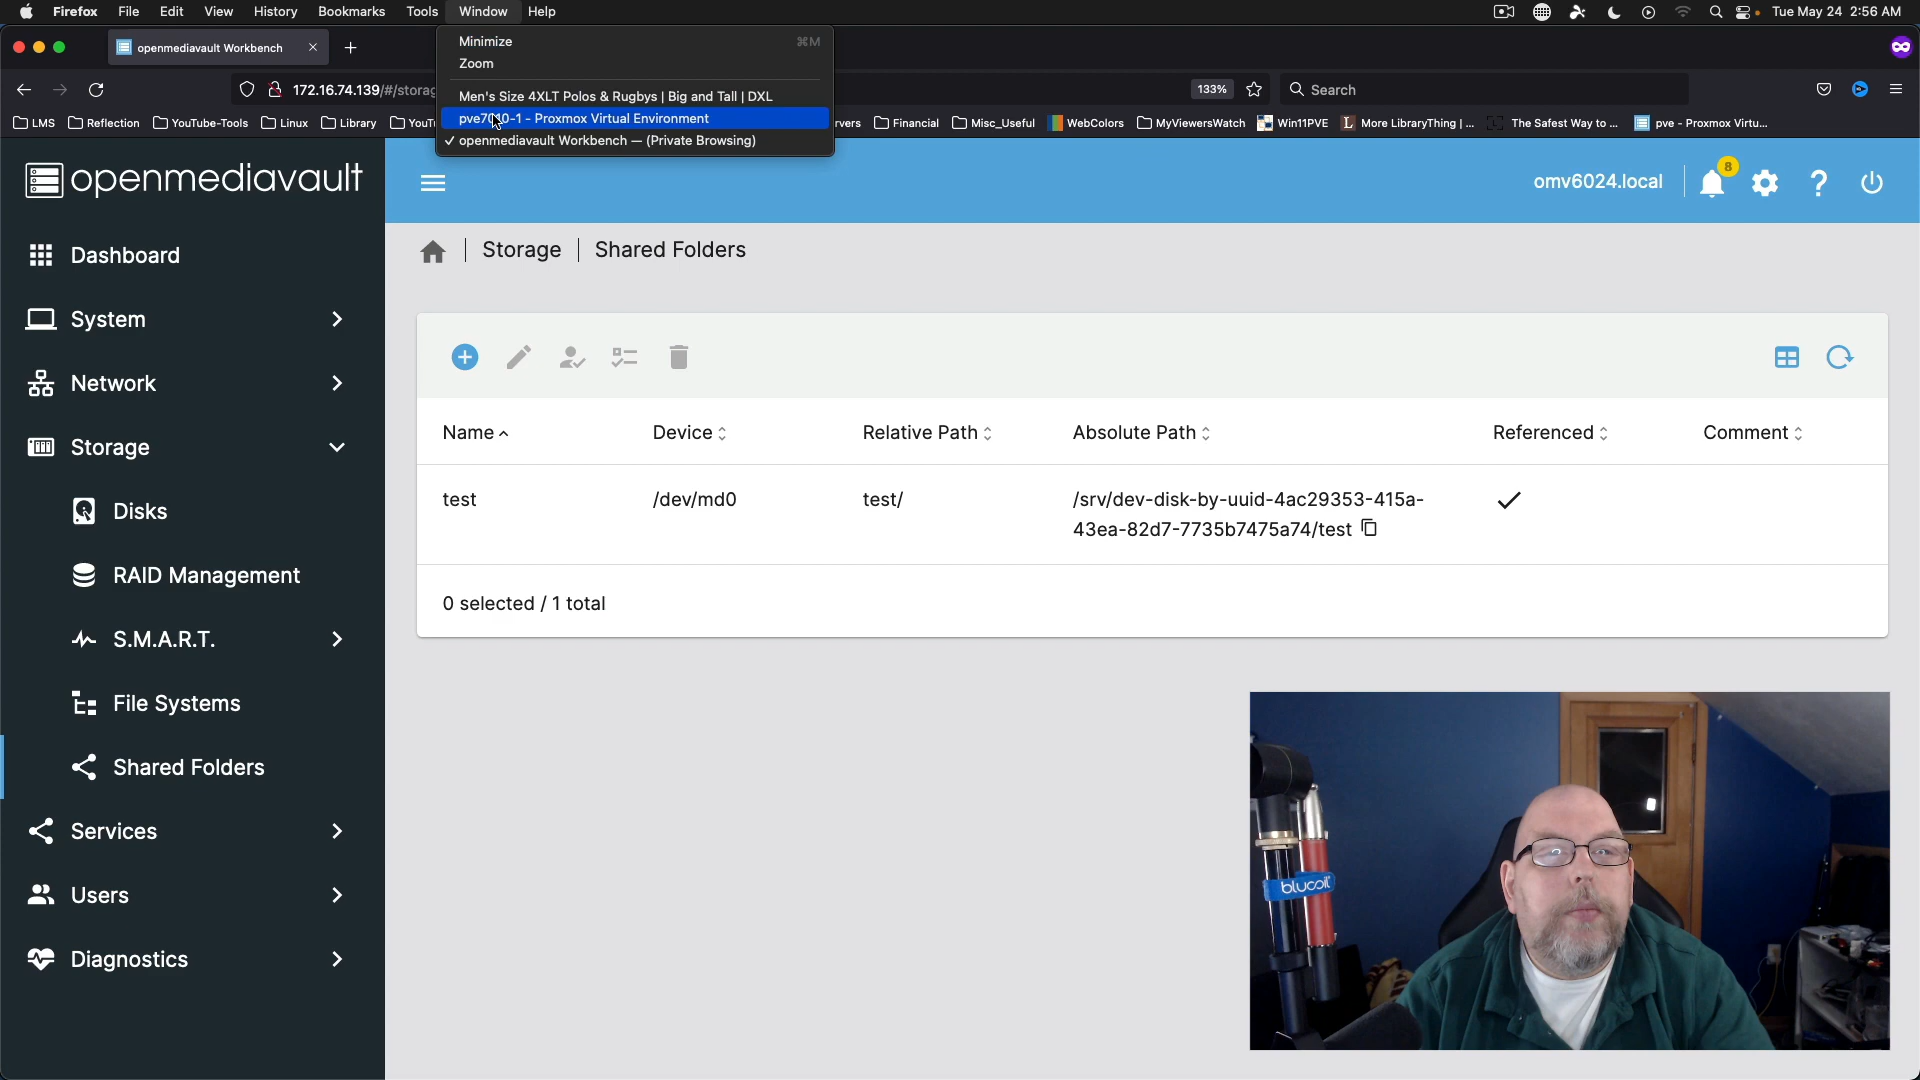 Firefox File Edit View History Bookmarks Tools Window Help Tue May 24 2:56 AM
openmediavault Workbench
Minimize ⌘M
Zoom
Men's Size 4XLT Polos & Rugbys | Big and Tall | DXL
pve7010-1 - Proxmox Virtual Environment
✓ openmediavault Workbench — (Private Browsing)
172.16.74.139/#/storag 133% Search
LMS Reflection YouTube-Tools Linux Library YouT rvers Financial Misc_Useful WebColors MyViewersWatch Win11PVE More LibraryThing | ... The Safest Way to ... pve - Proxmox Virtu...
openmediavault
omv6024.local 8
Storage | Shared Folders
Dashboard
System
Network
Storage
Disks
RAID Management
S.M.A.R.T.
File Systems
Shared Folders
Services
Users
Diagnostics
Name Device Relative Path Absolute Path Referenced Comment
test /dev/md0 test/ /srv/dev-disk-by-uuid-4ac29353-415a-
43ea-82d7-7735b7475a74/test
0 selected / 1 total
blucoil